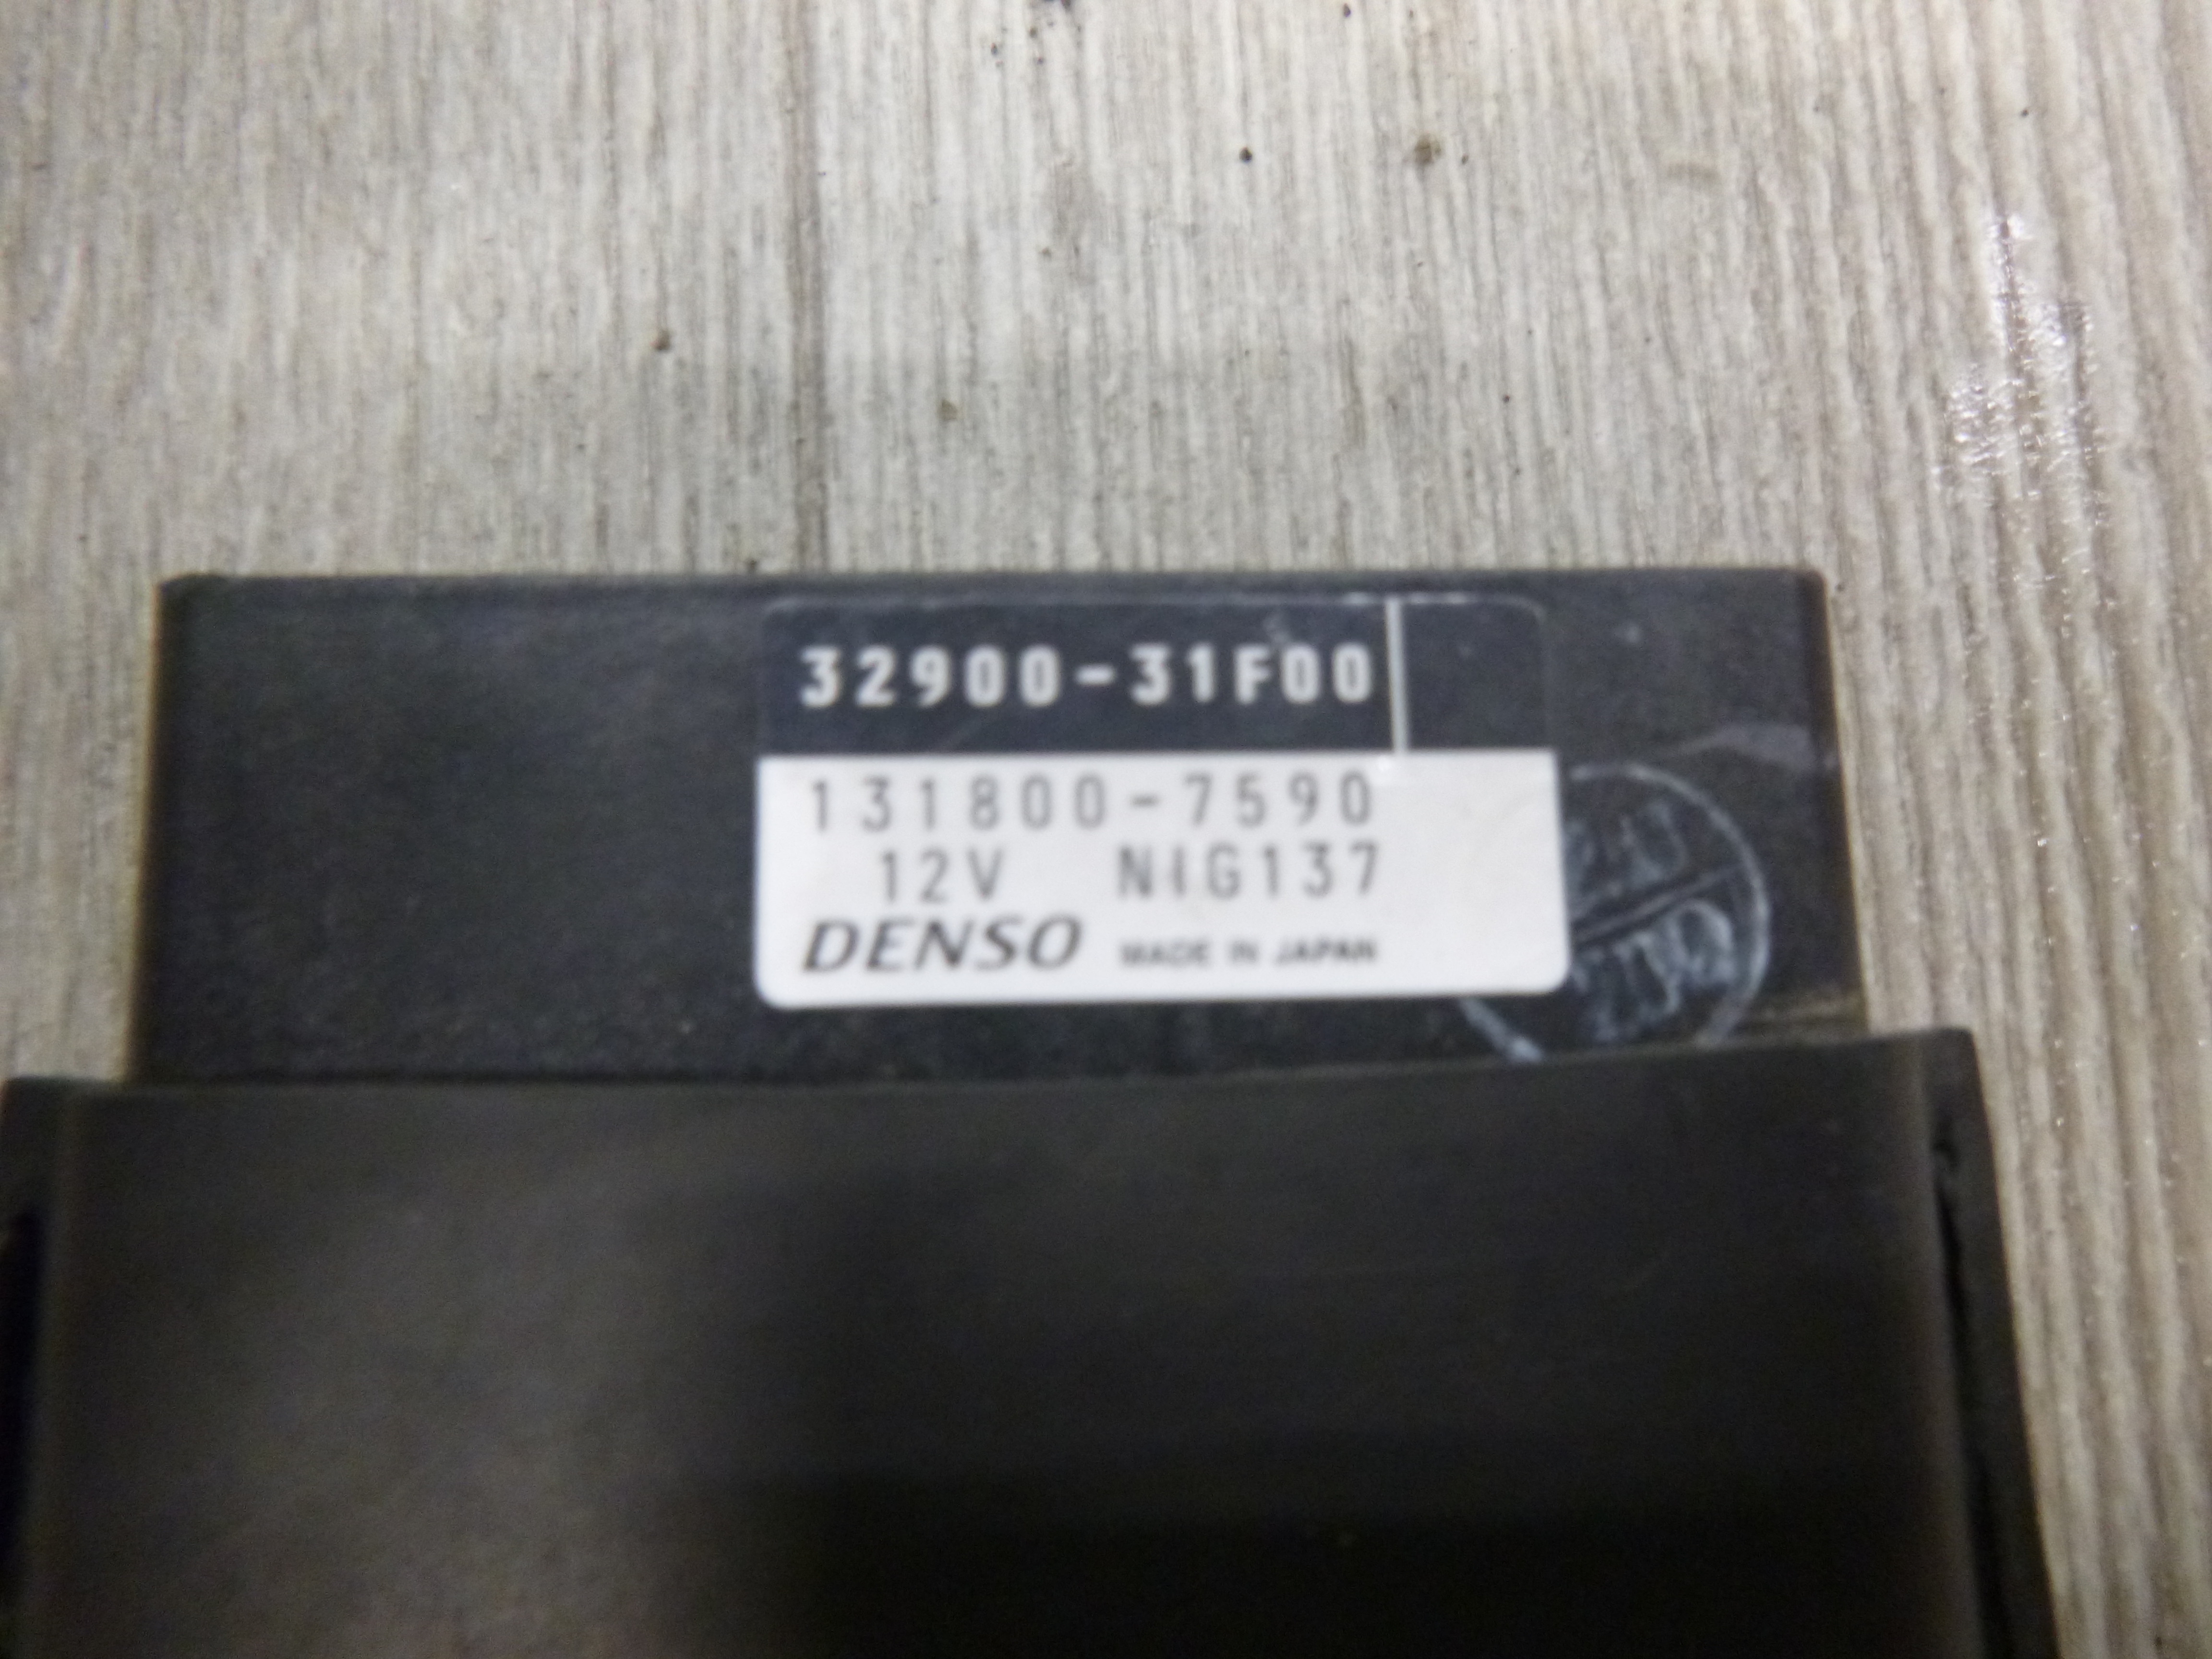 32900-31F00
131800-7590
12V NIG137
DENSO MADE IN JAPAN